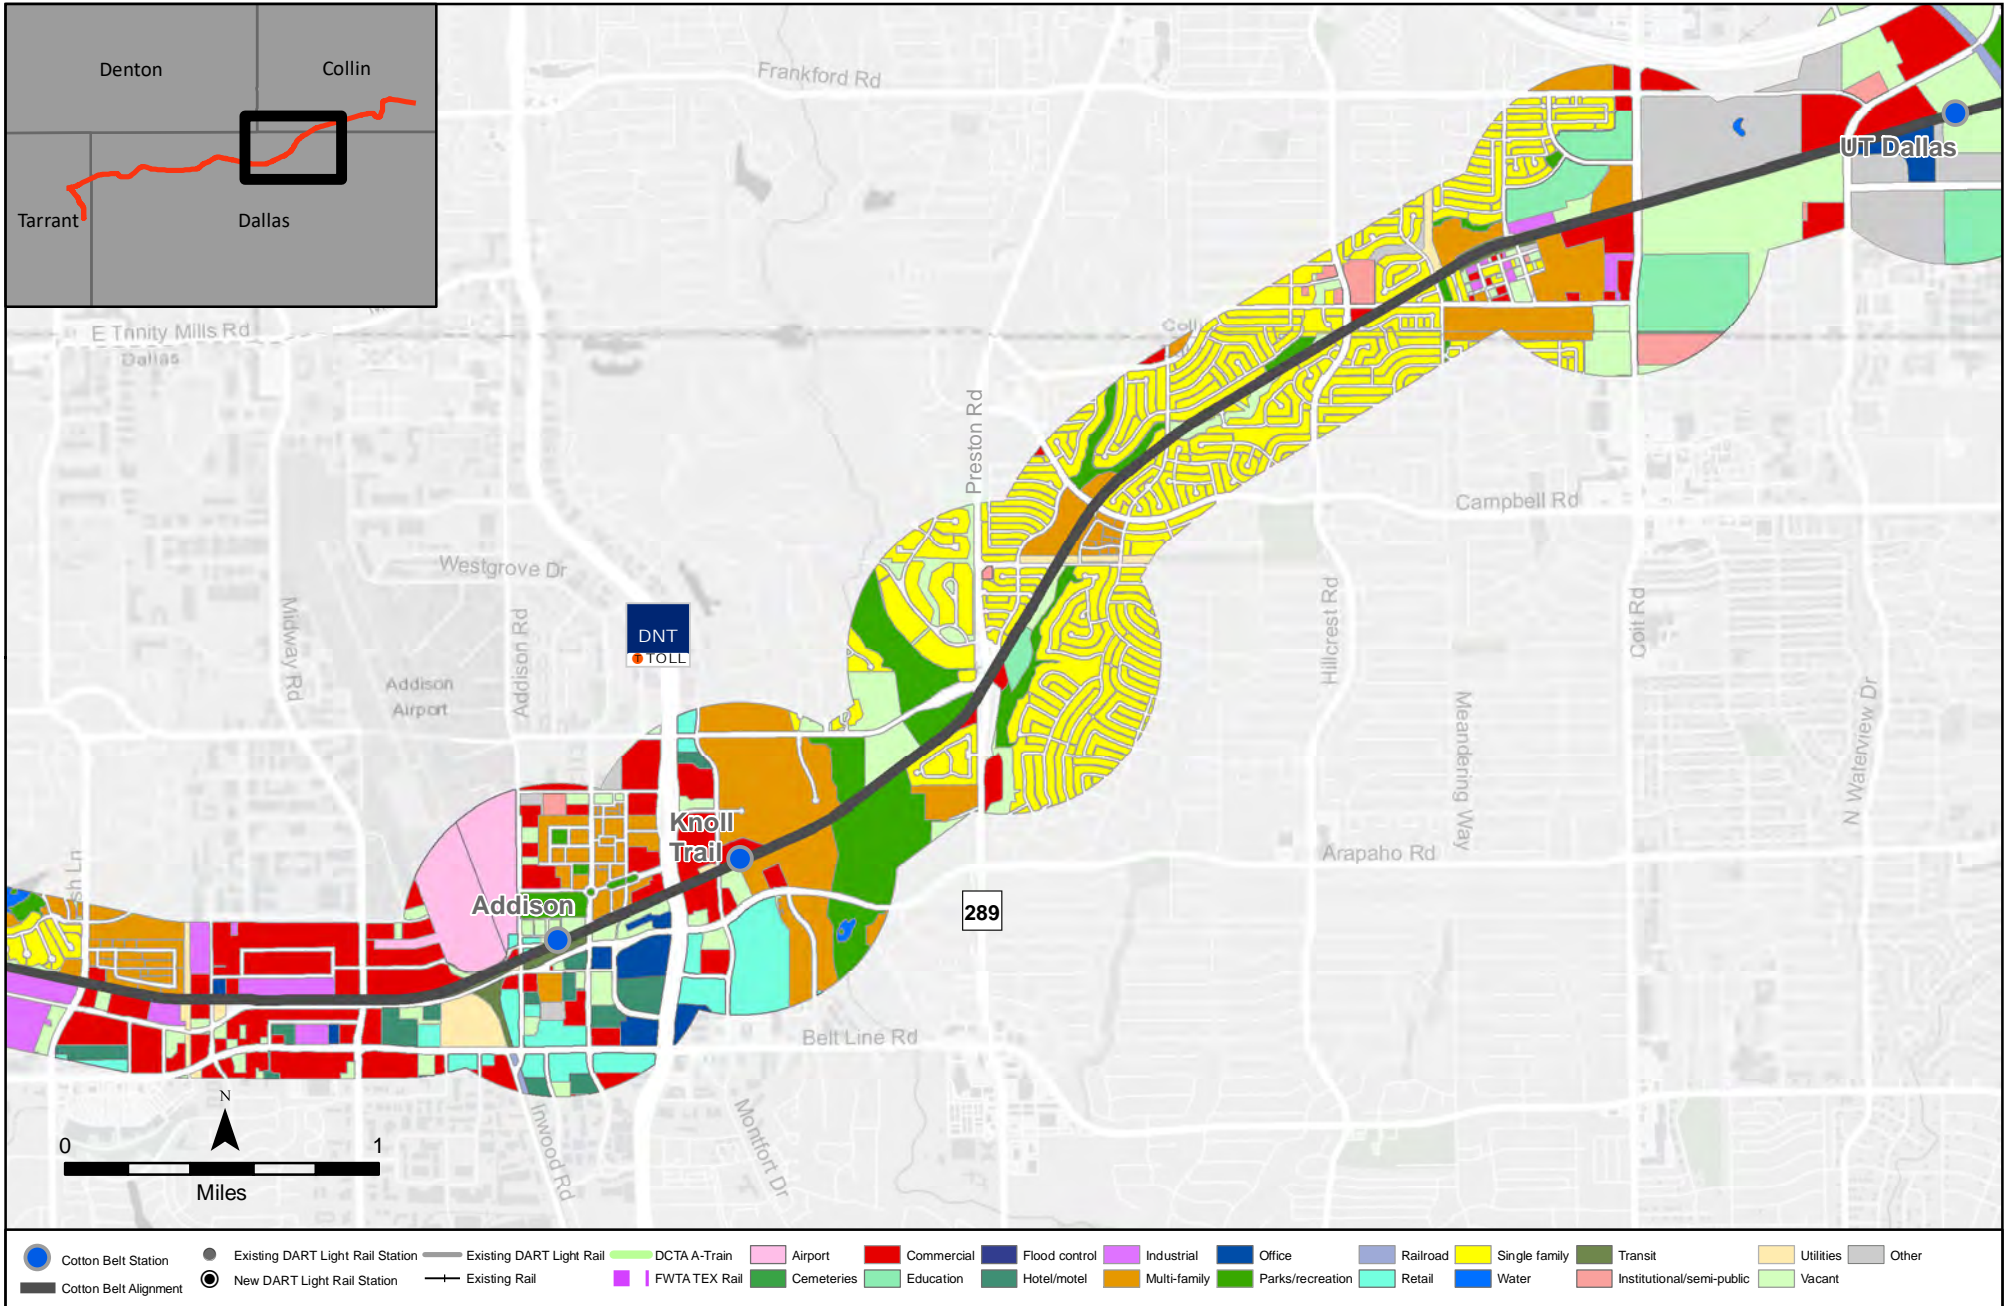 Denton
Collin
Tarrant
Dallas
Frankford Rd
UT Dallas
E Trinity Mills Rd
Dallas
Coll
Preston Rd
Campbell Rd
Westgrove Dr
Midway Rd
Addison Rd
DNT
TOLL
Addison
Airport
Hillcrest Rd
Coit Rd
Meandering Way
N Waterview Dr
Knoll
Trail
Arapaho Rd
sh Ln
Addison
289
Belt Line Rd
Inwood Rd
Montfort Dr
N
0 1
Miles
Cotton Belt Station
Cotton Belt Alignment
Existing DART Light Rail Station
New DART Light Rail Station
Existing DART Light Rail
Existing Rail
DCTA A-Train
FWTA TEX Rail
Airport
Cemeteries
Commercial
Education
Flood control
Hotel/motel
Industrial
Multi-family
Office
Parks/recreation
Railroad
Retail
Single family
Water
Transit
Institutional/semi-public
Utilities
Vacant
Other